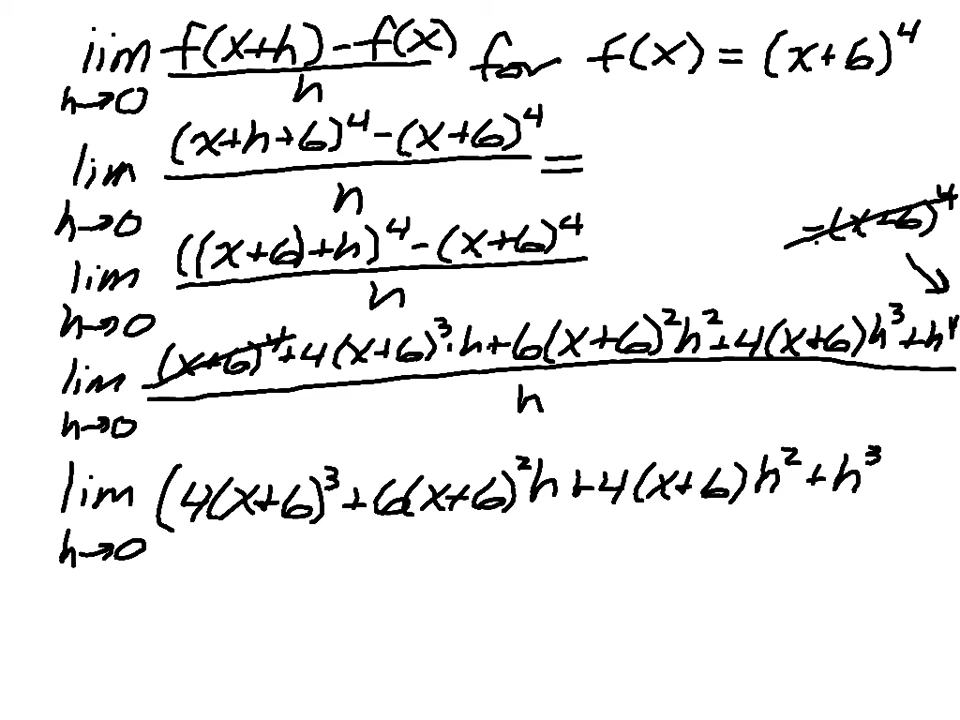 lim h→0 (f(x+h) - f(x))/h for f(x) = (x+6)^4
lim h→0 ((x+h+6)^4 - (x+6)^4)/h =
lim h→0 (((x+6)+h)^4 - (x+6)^4)/h
-(x+6)^4 ↘
lim h→0 ((x+6)^4 + 4(x+6)^3·h + 6(x+6)^2h^2 + 4(x+6)h^3 + h^4)/h
lim h→0 (4(x+6)^3 + 6(x+6)^2h + 4(x+6)h^2 + h^3